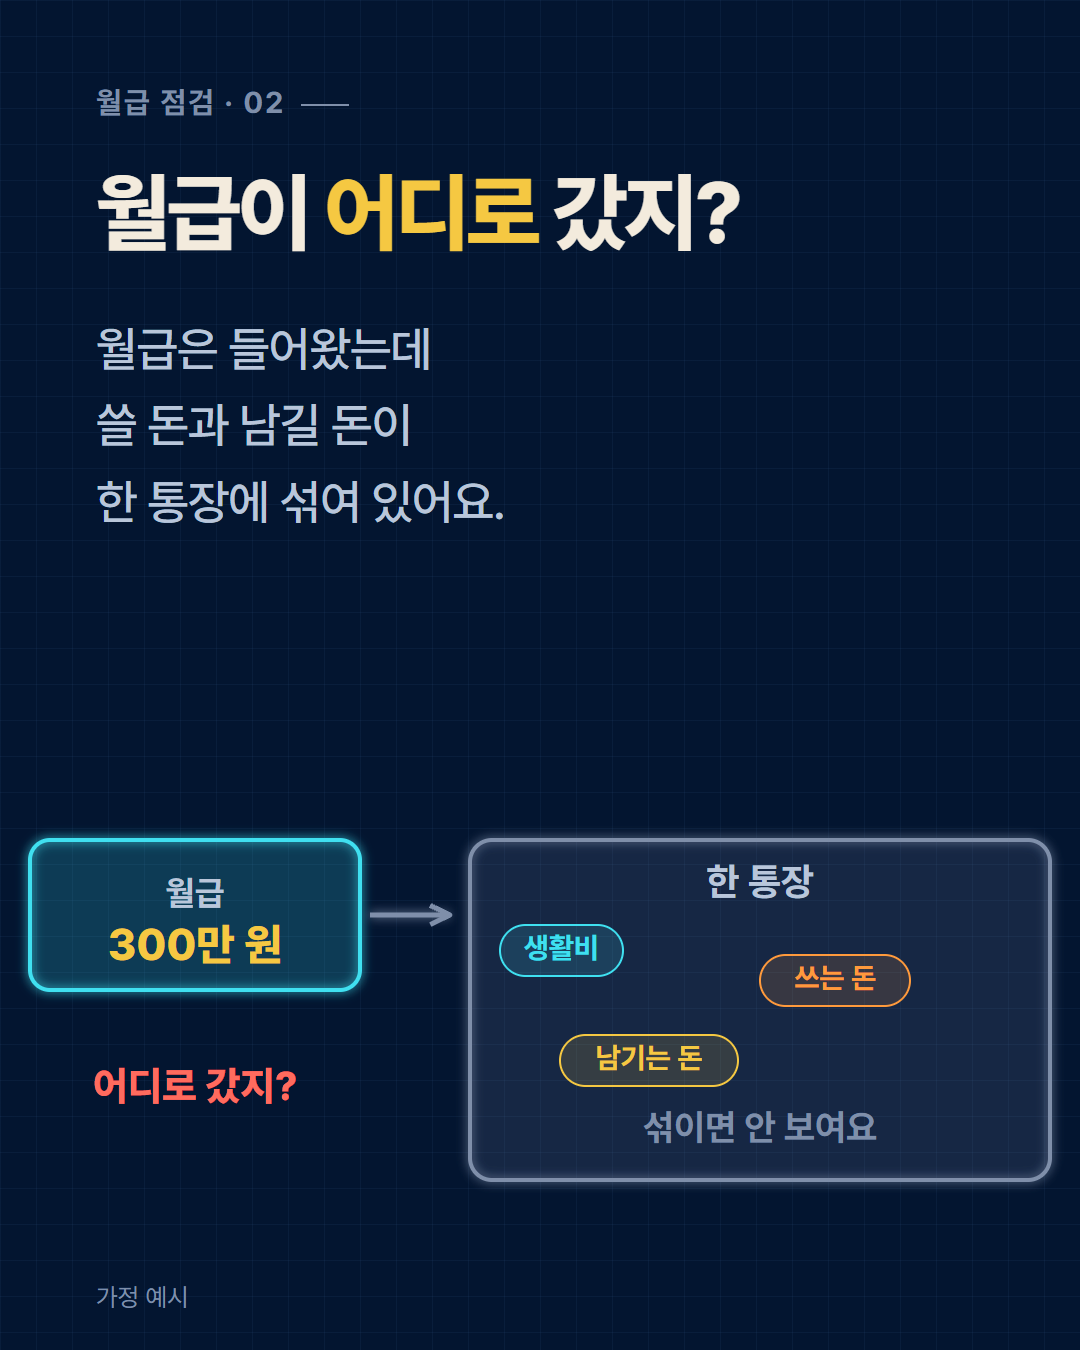 월급 점검 · 02
월급이 어디로 갔지?
월급은 들어왔는데
쓸 돈과 남길 돈이
한 통장에 섞여 있어요.
월급
300만 원
어디로 갔지?
한 통장
생활비
쓰는 돈
남기는 돈
섞이면 안 보여요
가정 예시